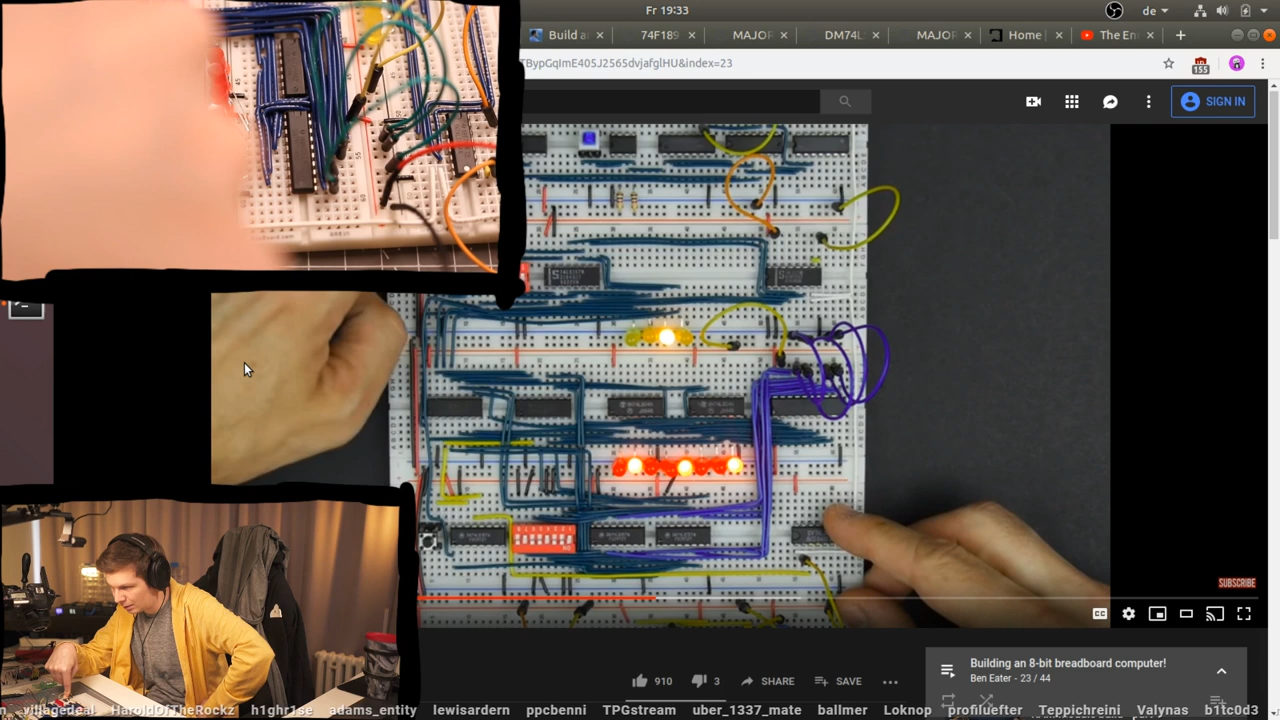 Fr 19:33
de
Build a
74F189
MAJOR
DM74L
MAJOR
Home
The En
TBypGqImE405J2565dvjafglHU&index=23
155
SIGN IN
SUBSCRIBE
CC
910
3
SHARE
SAVE
Building an 8-bit breadboard computer!
Ben Eater - 23 / 44
villagedeal HaroldOfTheRockz h1ghr1se adams_entity lewisardern ppcbenni TPGstream uber_1337_mate ballmer Loknop profiluefter Teppichreini Valynas b1tc0d3